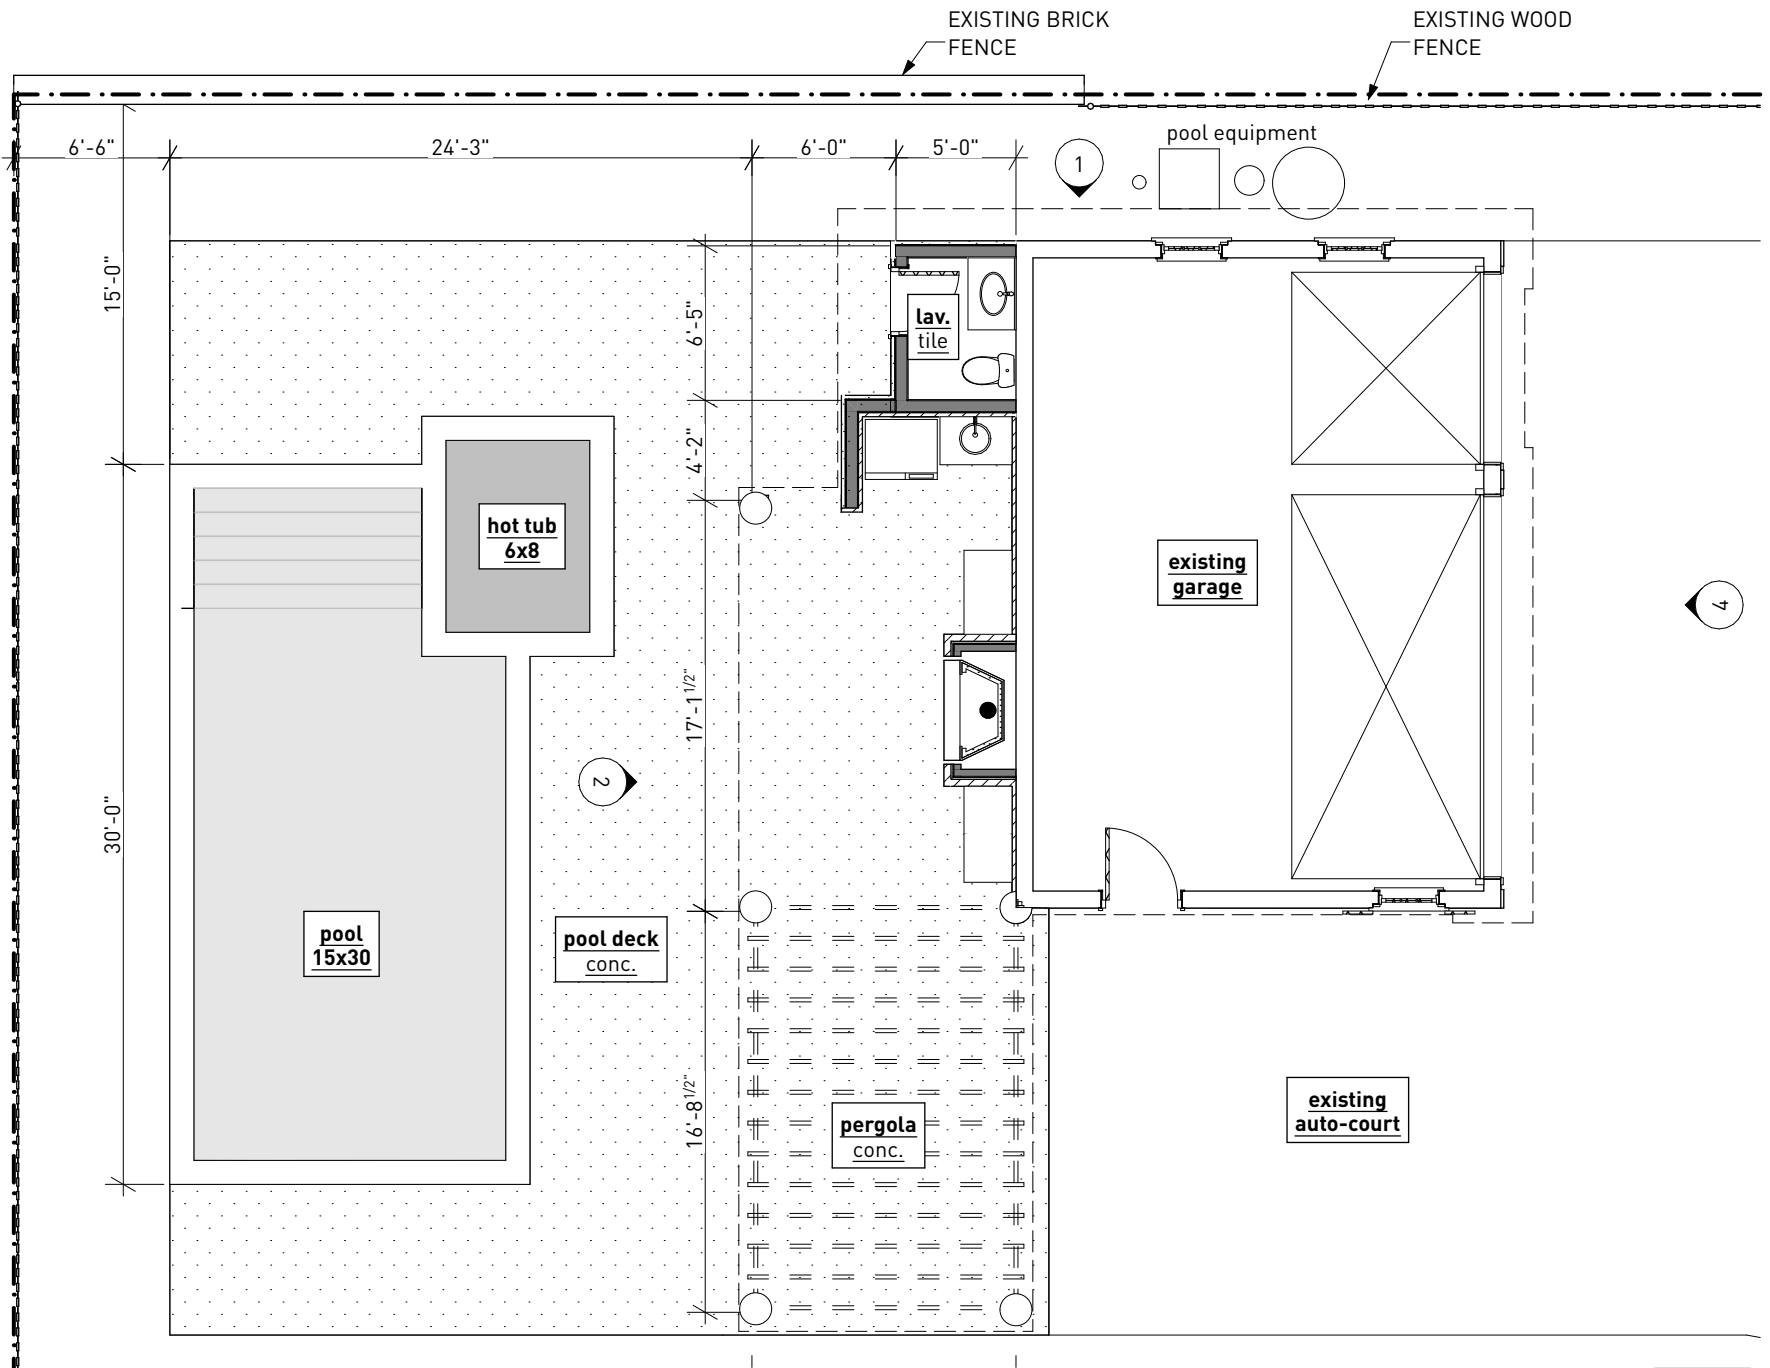 EXISTING BRICK
FENCE
EXISTING WOOD
FENCE
6'-6"
24'-3"
6'-0"
5'-0"
1
pool equipment
15'-0"
6'-5"
lav.
tile
4'-2"
hot tub
6x8
existing
garage
4
17'-1 1/2"
2
30'-0"
pool
15x30
pool deck
conc.
16'-8 1/2"
pergola
conc.
existing
auto-court